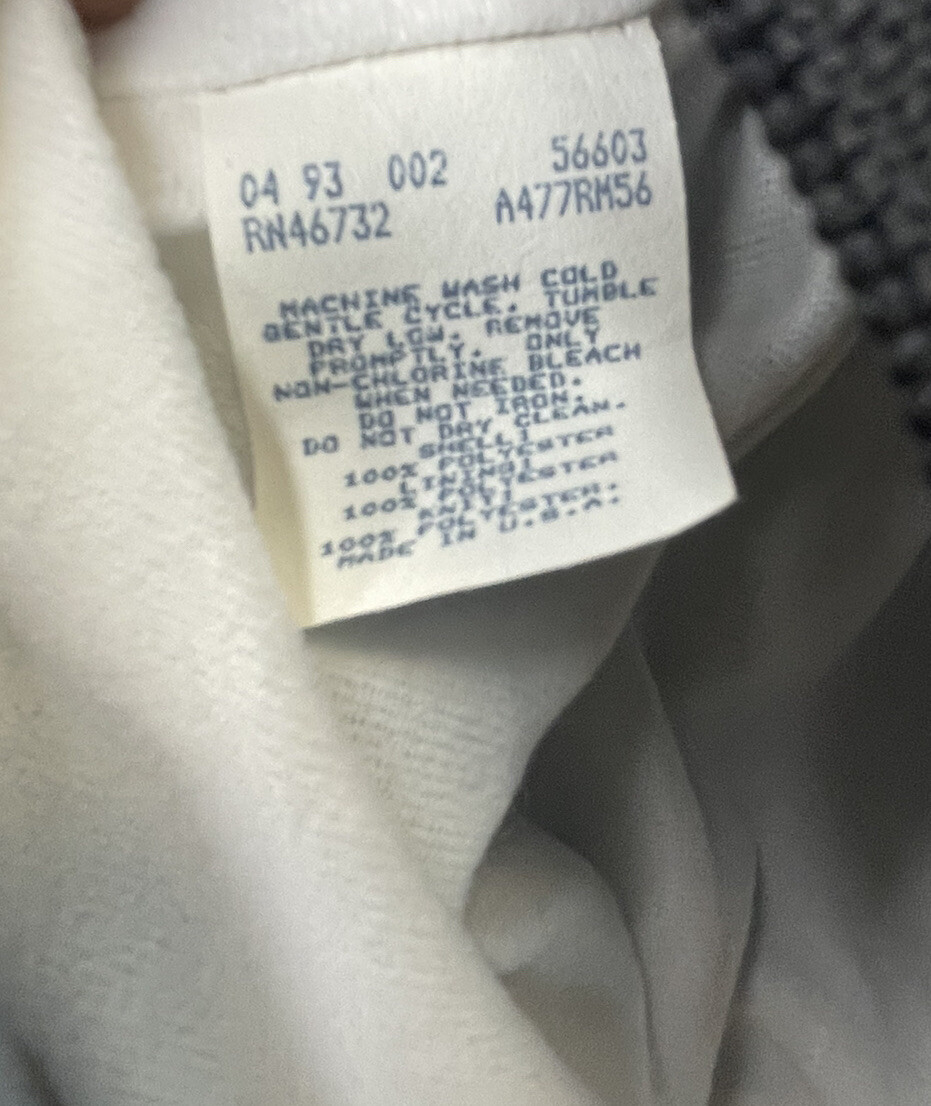 04 93 002 56603
RN46732 A477RM56
MACHINE WASH COLD
GENTLE CYCLE. TUMBLE
DRY LOW. REMOVE
PROMPTLY. ONLY
NON-CHLORINE BLEACH
WHEN NEEDED.
DO NOT IRON.
DO NOT DRY CLEAN.
SHELL:
100% POLYESTER
LINING:
100% POLYESTER
KNIT:
100% POLYESTER.
MADE IN U.S.A.